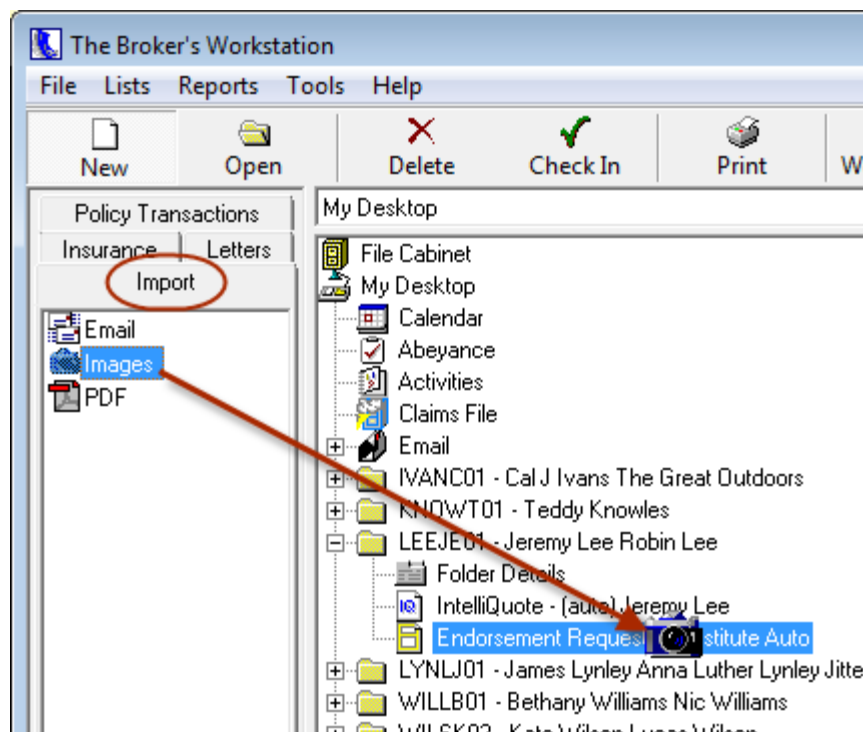 The Broker's Workstation
File Lists Reports Tools Help
New Open Delete Check In Print W
Policy Transactions
Insurance Letters
Import
Email
Images
PDF
My Desktop
File Cabinet
My Desktop
Calendar
Abeyance
Activities
Claims File
Email
IVANC01 - Cal J Ivans The Great Outdoors
KNOWT01 - Teddy Knowles
LEEJE01 - Jeremy Lee Robin Lee
Folder Details
IntelliQuote - (auto) Jeremy Lee
Endorsement Reques stitute Auto
LYNLJ01 - James Lynley Anna Luther Lynley Jitte
WILLB01 - Bethany Williams Nic Williams